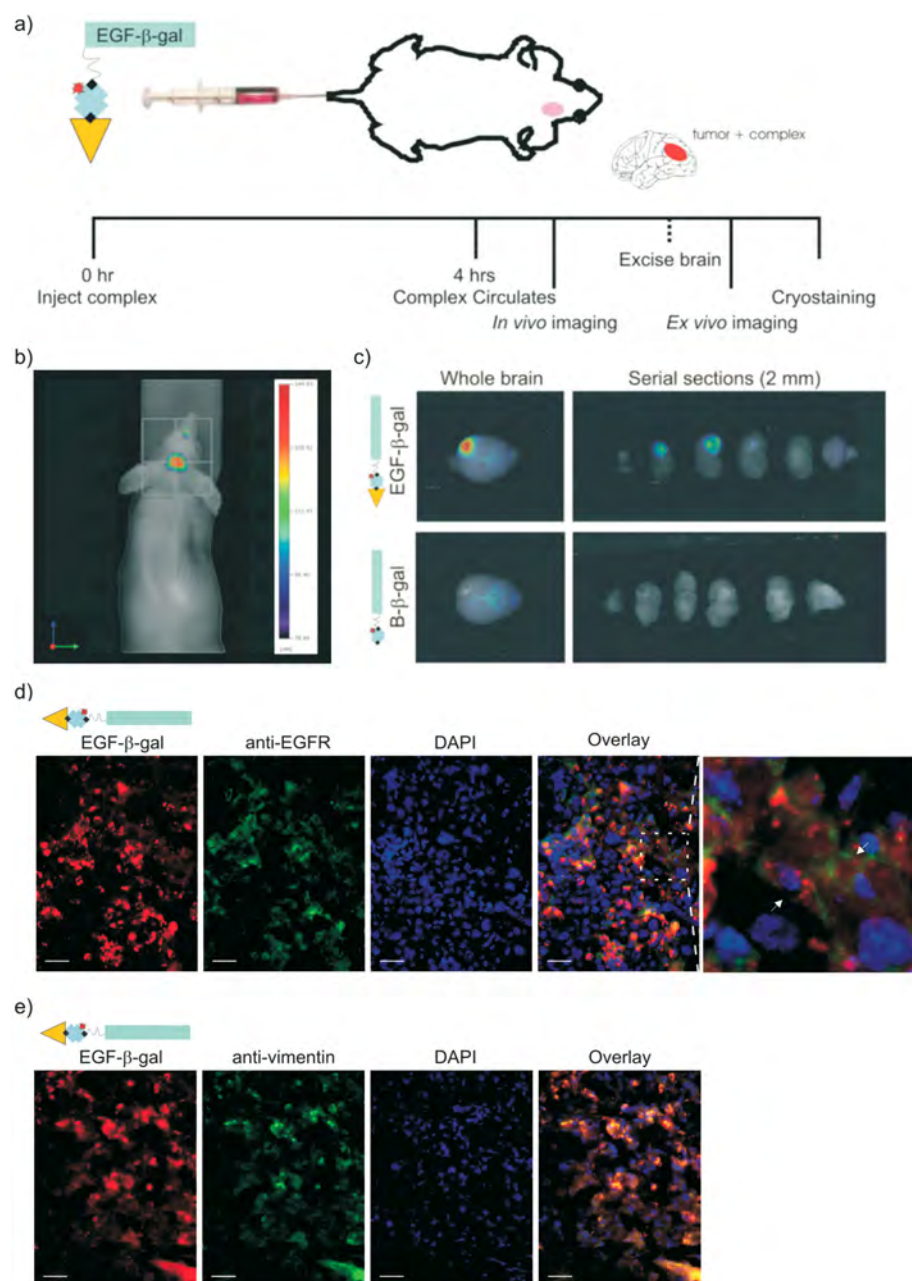 a)
EGF-β-gal
tumor + complex
0 hr
Inject complex
4 hrs
Complex Circulates
In vivo imaging
Excise brain
Ex vivo imaging
Cryostaining
b)
c)
Whole brain
Serial sections (2 mm)
EGF-β-gal
B-β-gal
d)
EGF-β-gal
anti-EGFR
DAPI
Overlay
e)
EGF-β-gal
anti-vimentin
DAPI
Overlay